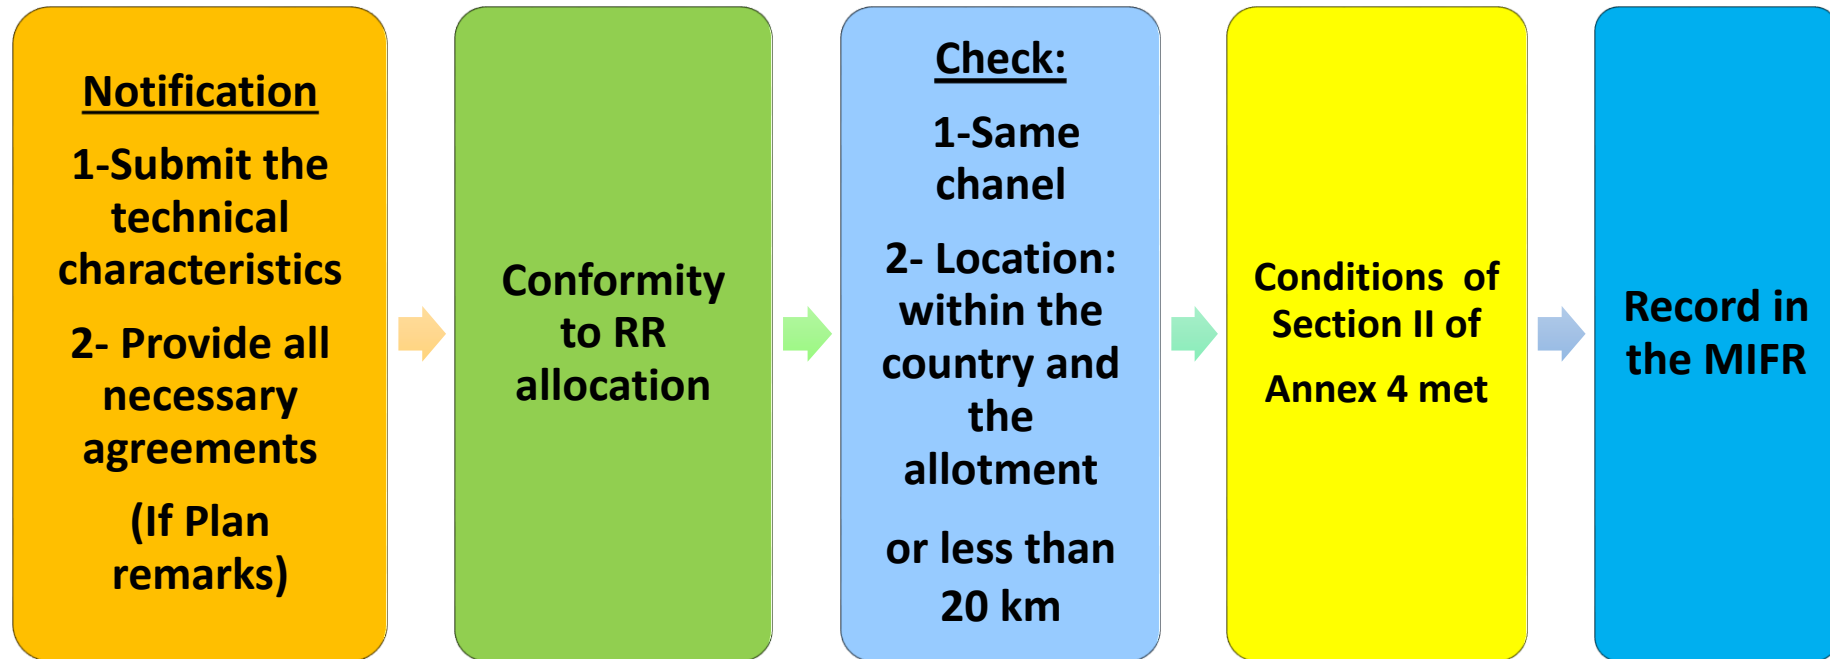 Notification
1-Submit the
technical
characteristics
2- Provide all
necessary
agreements
(If Plan
remarks)
Conformity
to RR
allocation
Check:
1-Same
chanel
2- Location:
within the
country and
the
allotment
or less than
20 km
Conditions of
Section II of
Annex 4 met
Record in
the MIFR